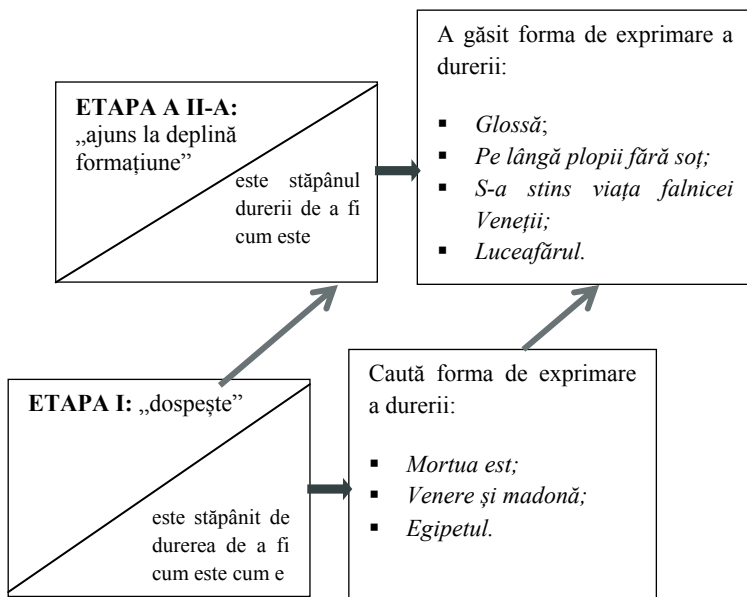 ETAPA A II-A:
„ajuns la deplină
formațiune”
este stăpânul
durerii de a fi
cum este
A găsit forma de exprimare a
durerii:
▪ Glossă;
▪ Pe lângă plopii fără soț;
▪ S-a stins viața falnicei
Veneții;
▪ Luceafărul.
ETAPA I: „dospește”
este stăpânit de
durerea de a fi
cum este cum e
Caută forma de exprimare
a durerii:
▪ Mortua est;
▪ Venere și madonă;
▪ Egipetul.